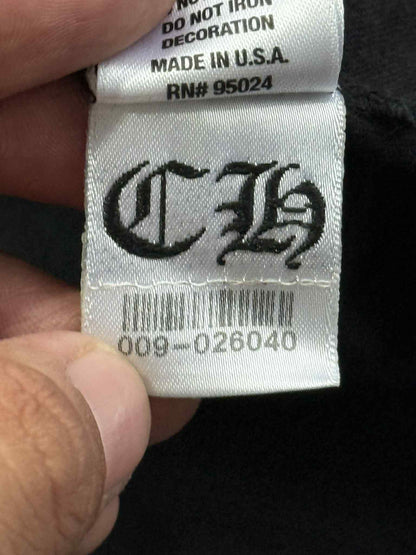 DO NOT IRON
DECORATION
MADE IN U.S.A.
RN# 95024
CH
009-026040